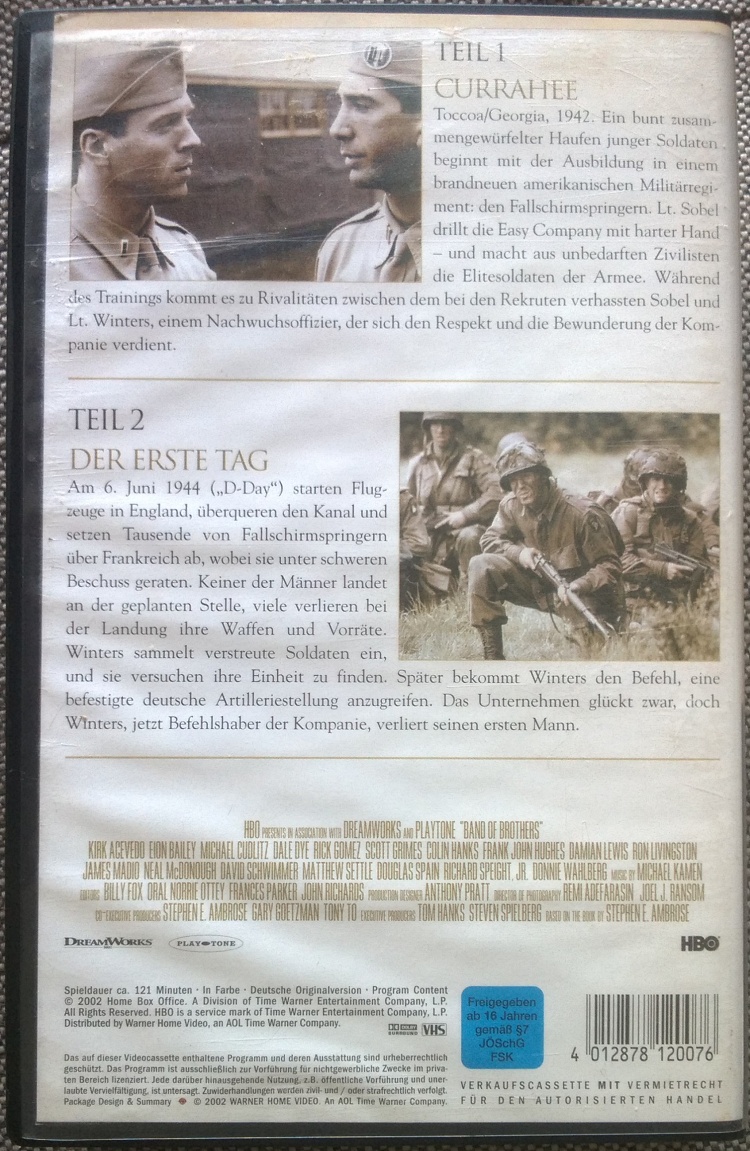 TEIL 1
CURRAHEE
Toccoa/Georgia, 1942. Ein bunt zusam-
mengewürfelter Haufen junger Soldaten
beginnt mit der Ausbildung in einem
brandneuen amerikanischen Militärregi-
ment: den Fallschirmspringern. Lt. Sobel
drillt die Easy Company mit harter Hand
– und macht aus unbedarften Zivilisten
die Elitesoldaten der Armee. Während
des Trainings kommt es zu Rivalitäten zwischen dem bei den Rekruten verhassten Sobel und
Lt. Winters, einem Nachwuchsoffizier, der sich den Respekt und die Bewunderung der Kom-
panie verdient.
TEIL 2
DER ERSTE TAG
Am 6. Juni 1944 („D-Day“) starten Flug-
zeuge in England, überqueren den Kanal und
setzen Tausende von Fallschirmspringern
über Frankreich ab, wobei sie unter schweren
Beschuss geraten. Keiner der Männer landet
an der geplanten Stelle, viele verlieren bei
der Landung ihre Waffen und Vorräte.
Winters sammelt verstreute Soldaten ein,
und sie versuchen ihre Einheit zu finden. Später bekommt Winters den Befehl, eine
befestigte deutsche Artilleriestellung anzugreifen. Das Unternehmen glückt zwar, doch
Winters, jetzt Befehlshaber der Kompanie, verliert seinen ersten Mann.
HBO PRESENTS IN ASSOCIATION WITH DREAMWORKS AND PLAYTONE "BAND OF BROTHERS"
KIRK ACEVEDO EION BAILEY MICHAEL CUDLITZ DALE DYE RICK GOMEZ SCOTT GRIMES COLIN HANKS FRANK JOHN HUGHES DAMIAN LEWIS RON LIVINGSTON
JAMES MADIO NEAL McDONOUGH DAVID SCHWIMMER MATTHEW SETTLE DOUGLAS SPAIN RICHARD SPEIGHT, JR. DONNIE WAHLBERG MUSIC BY MICHAEL KAMEN
EDITORS BILLY FOX ORAL NORRIE OTTEY FRANCES PARKER JOHN RICHARDS PRODUCTION DESIGNER ANTHONY PRATT DIRECTOR OF PHOTOGRAPHY REMI ADEFARASIN JOEL J. RANSOM
CO-EXECUTIVE PRODUCERS STEPHEN E. AMBROSE GARY GOETZMAN TONY TO EXECUTIVE PRODUCERS TOM HANKS STEVEN SPIELBERG BASED ON THE BOOK BY STEPHEN E. AMBROSE
DREAMWORKS PLAY-TONE HBO
Spieldauer ca. 121 Minuten · In Farbe · Deutsche Originalversion · Program Content
© 2002 Home Box Office. A Division of Time Warner Entertainment Company, L.P.
All Rights Reserved. HBO is a service mark of Time Warner Entertainment Company, L.P.
Distributed by Warner Home Video, an AOL Time Warner Company.
DOLBY SURROUND VHS
Das auf dieser Videocassette enthaltene Programm und deren Ausstattung sind urheberrechtlich
geschützt. Das Programm ist ausschließlich zur Vorführung für nichtgewerbliche Zwecke im priva-
ten Bereich lizenziert. Jede darüber hinausgehende Nutzung, z.B. öffentliche Vorführung und uner-
laubte Vervielfältigung, ist untersagt. Zuwiderhandlungen werden zivil- und / oder strafrechtlich verfolgt.
Package Design & Summary © 2002 WARNER HOME VIDEO. An AOL Time Warner Company.
Freigegeben
ab 16 Jahren
gemäß §7
JÖSchG
FSK
4 012878 120076
VERKAUFSCASSETTE MIT VERMIETRECHT
FÜR DEN AUTORISIERTEN HANDEL